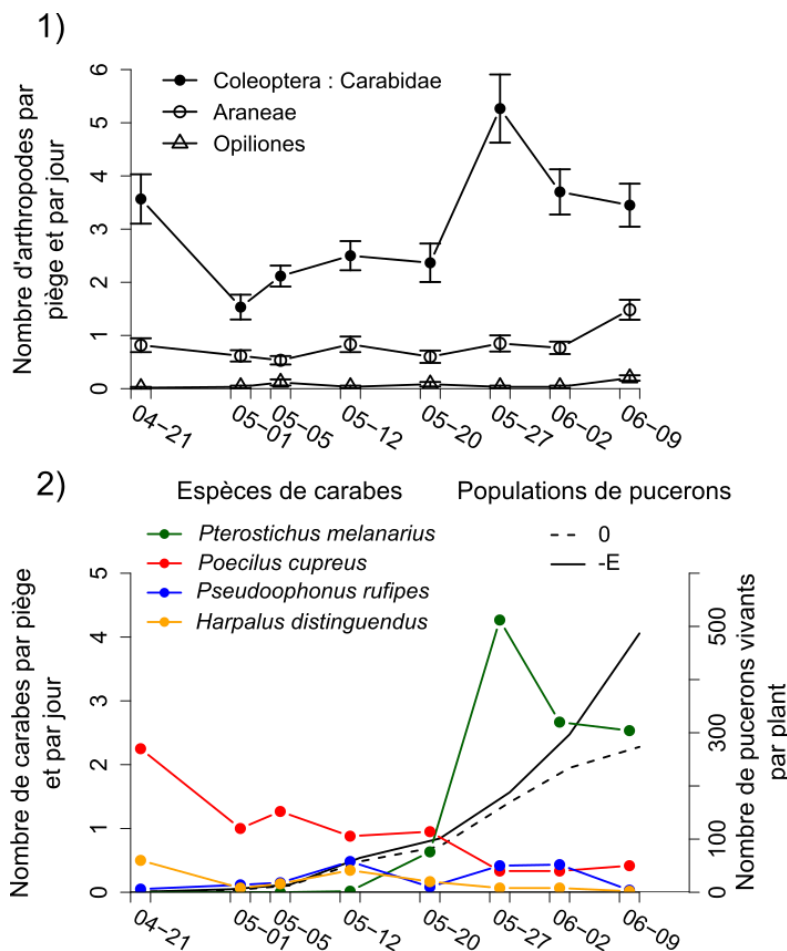 1)
Nombre d'arthropodes par
piège et par jour
6
5
4
3
2
1
0
Coleoptera : Carabidae
Araneae
Opiliones
04−21
05−01
05−05
05−12
05−20
05−27
06−02
06−09
2)
Espèces de carabes
Pterostichus melanarius
Poecilus cupreus
Pseudoophonus rufipes
Harpalus distinguendus
Populations de pucerons
0
-E
Nombre de carabes par piège
et par jour
5
4
3
2
1
0
500
300
100
0
Nombre de pucerons vivants
par plant
04−21
05−01
05−05
05−12
05−20
05−27
06−02
06−09